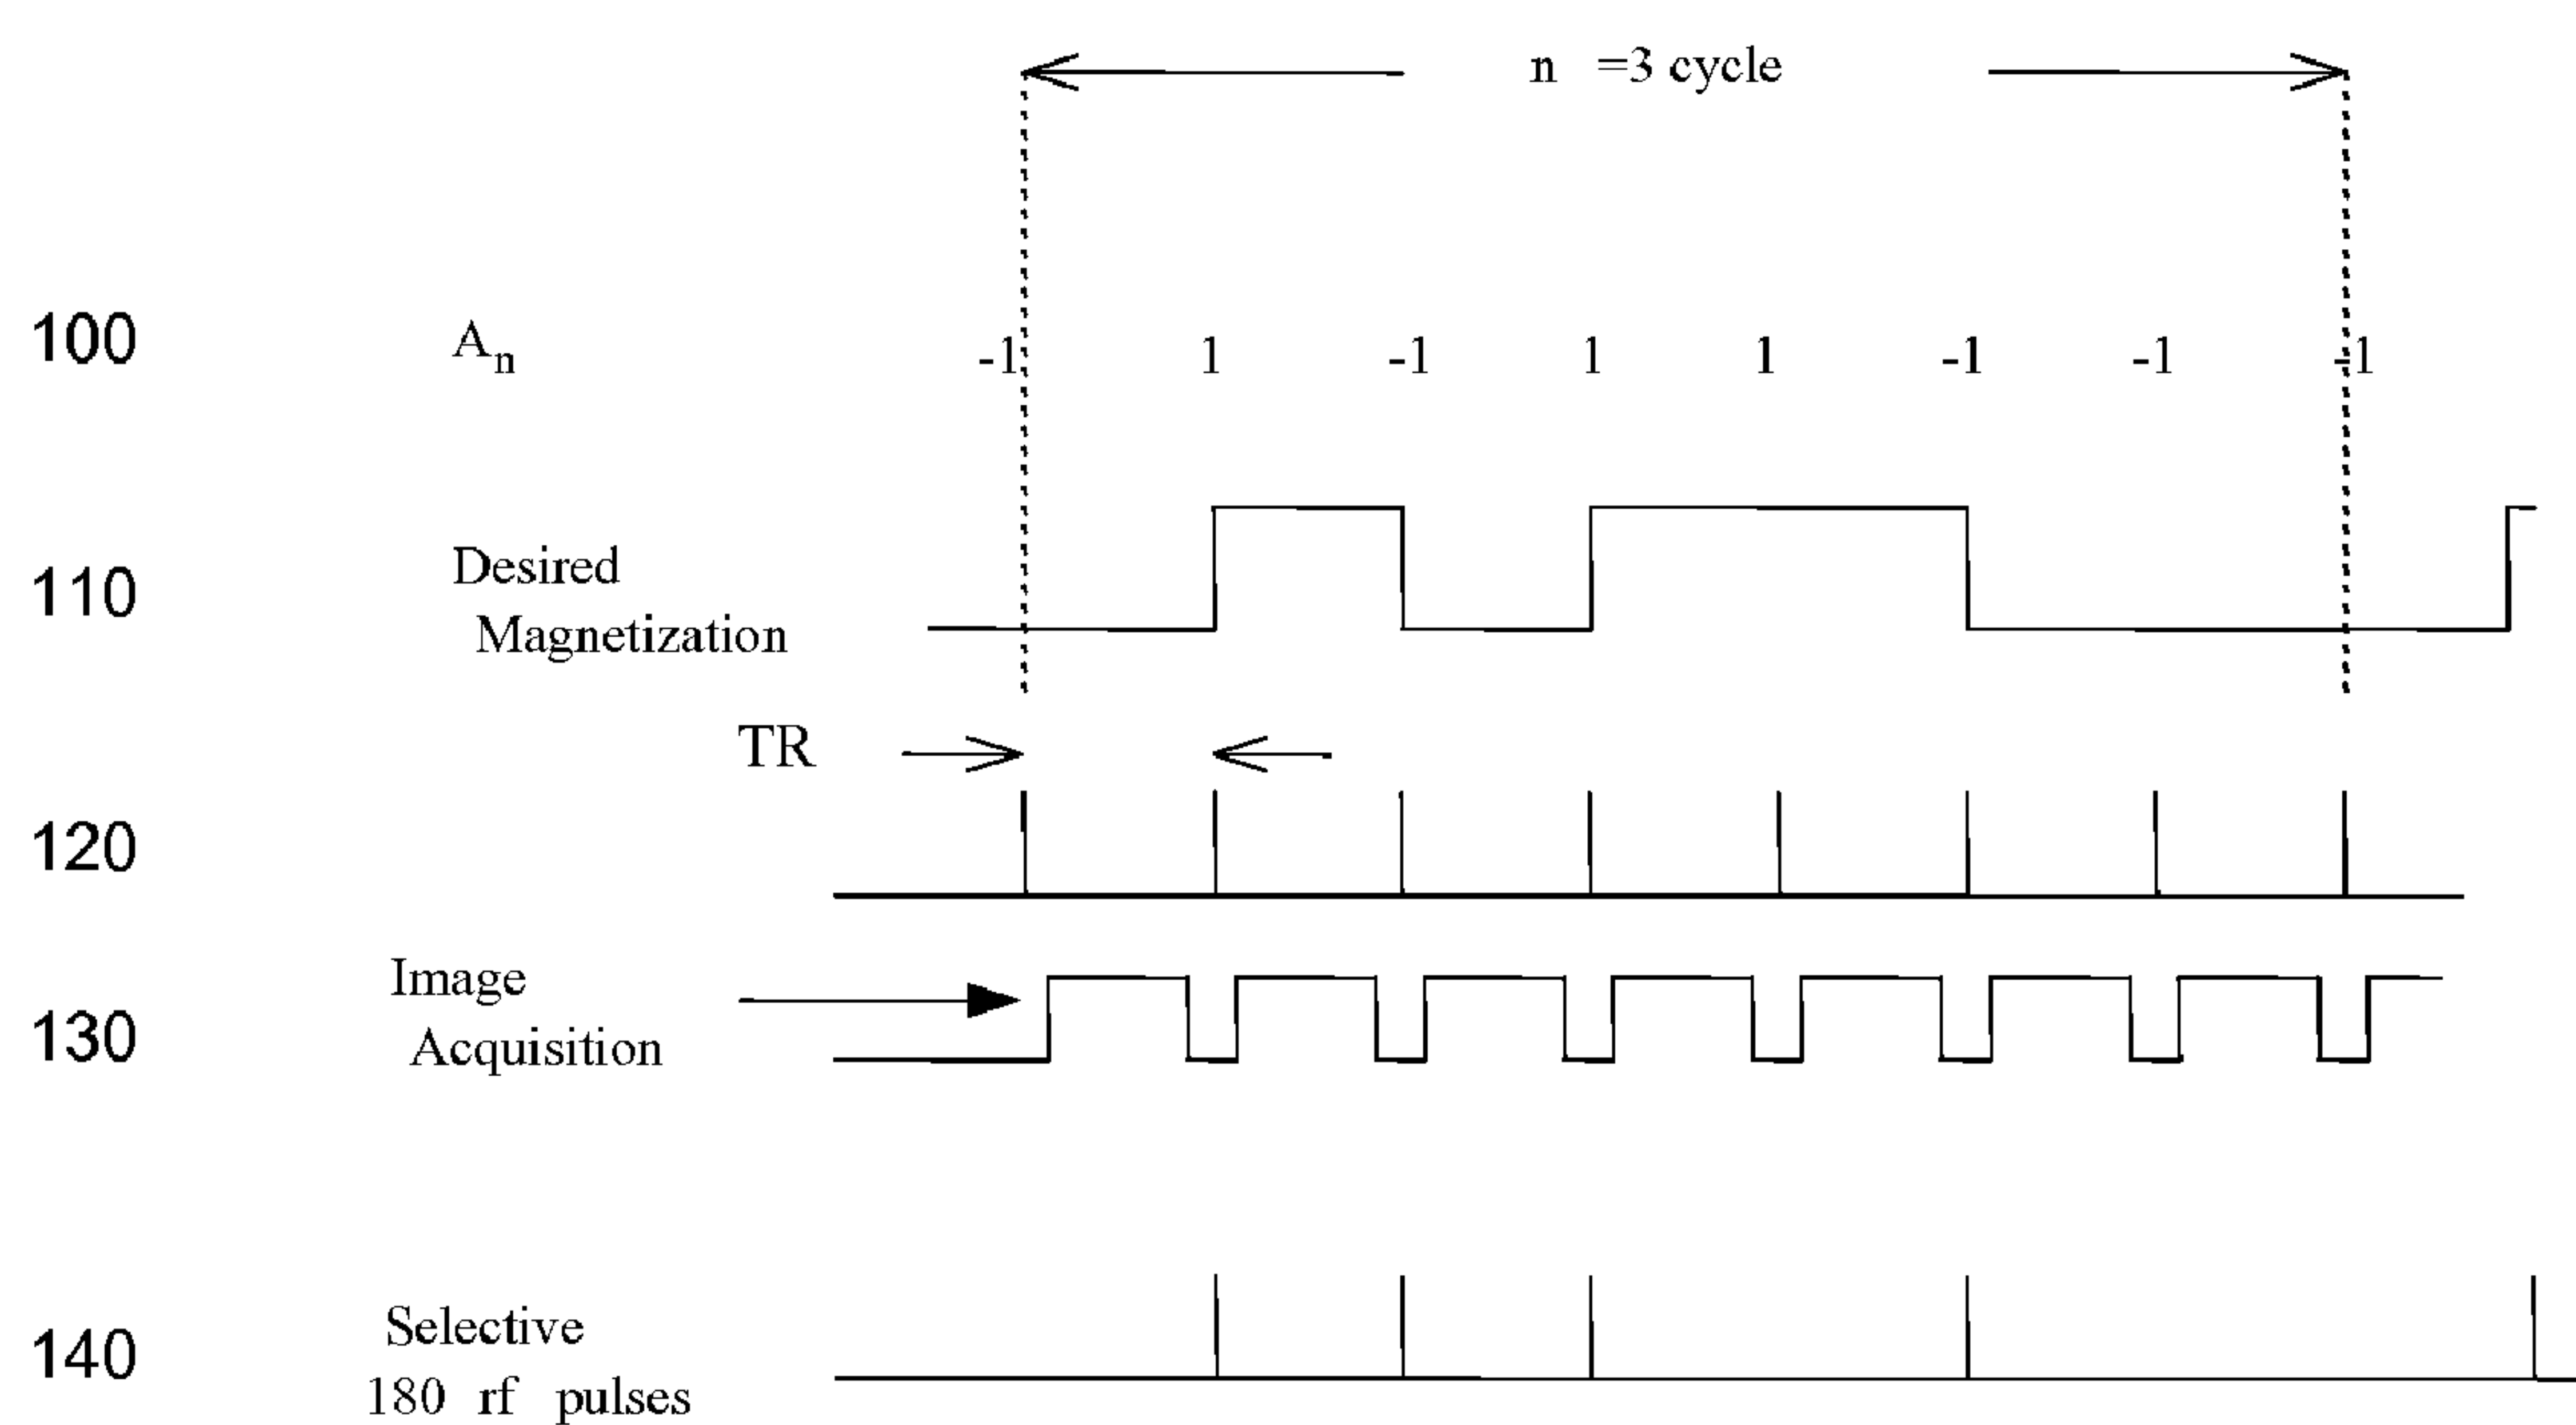 n =3 cycle
100 Aₙ -1 1 -1 1 1 -1 -1 -1
110 Desired
Magnetization
TR
120
130 Image
Acquisition
140 Selective
180 rf pulses